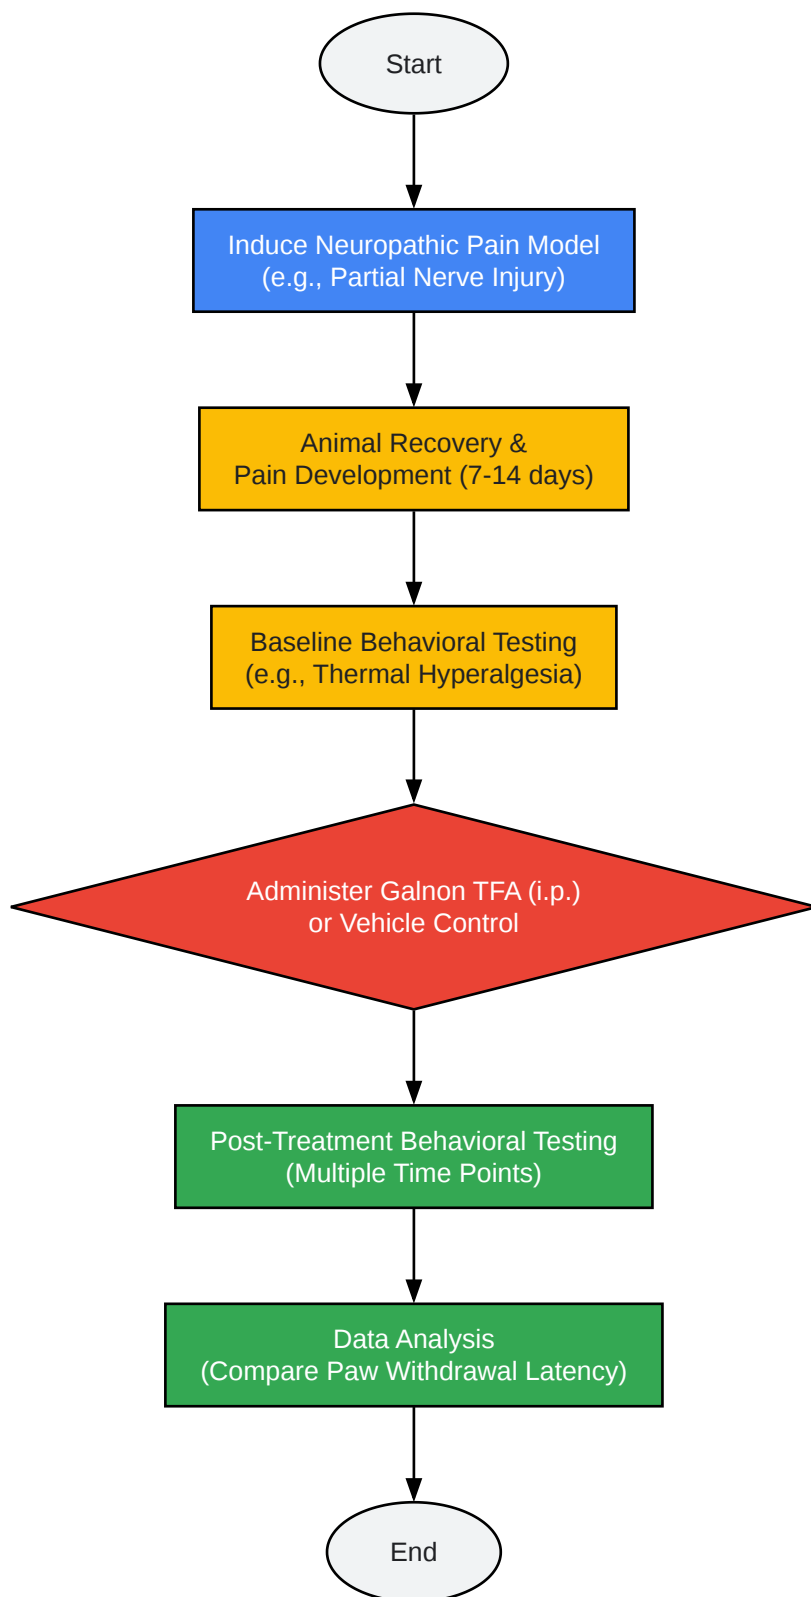 Start
Induce Neuropathic Pain Model
(e.g., Partial Nerve Injury)
Animal Recovery &
Pain Development (7-14 days)
Baseline Behavioral Testing
(e.g., Thermal Hyperalgesia)
Administer Galnon TFA (i.p.)
or Vehicle Control
Post-Treatment Behavioral Testing
(Multiple Time Points)
Data Analysis
(Compare Paw Withdrawal Latency)
End